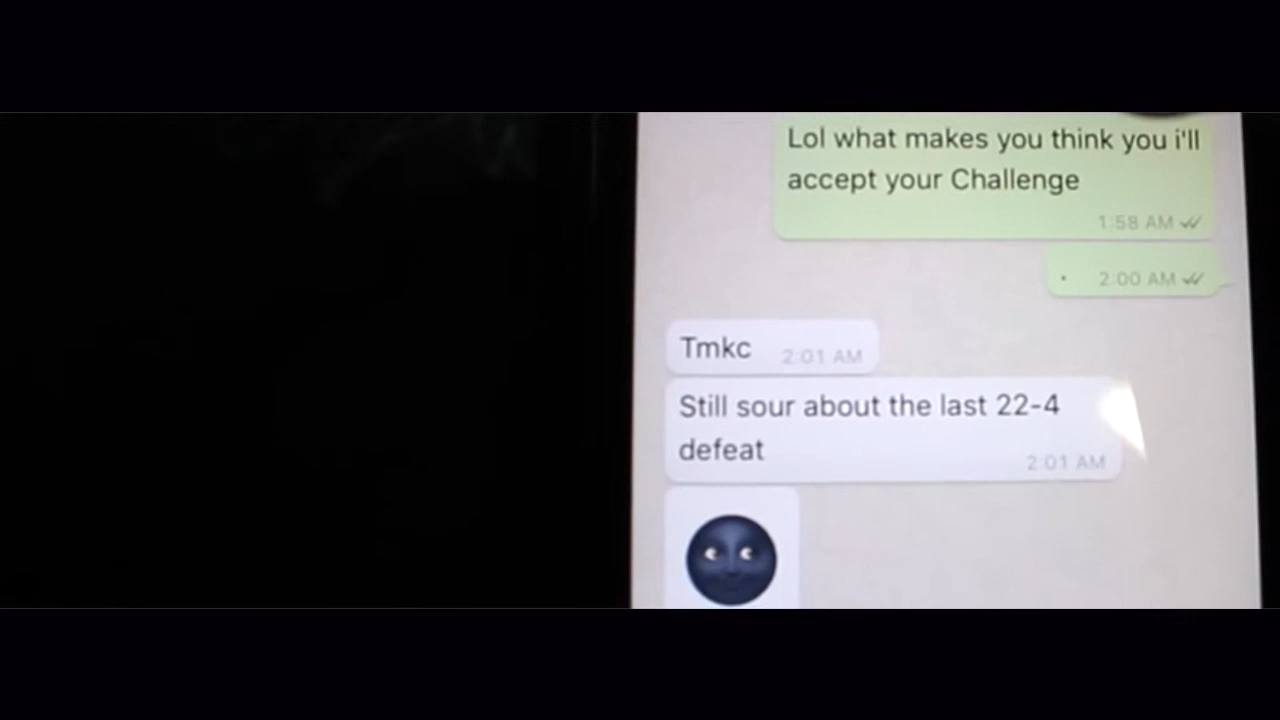 Lol what makes you think you i'll
accept your Challenge
1:58 AM
. 2:00 AM
Tmkc 2:01 AM
Still sour about the last 22-4
defeat
2:01 AM